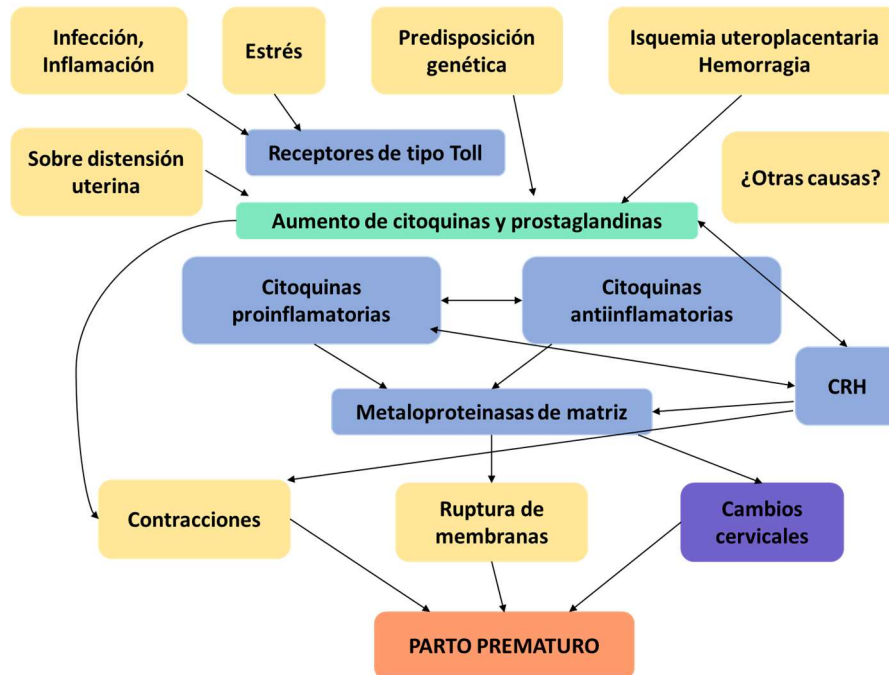 Infección,
Inflamación
Estrés
Predisposición
genética
Isquemia uteroplacentaria
Hemorragia
Receptores de tipo Toll
Sobre distensión
uterina
¿Otras causas?
Aumento de citoquinas y prostaglandinas
Citoquinas
proinflamatorias
Citoquinas
antiinflamatorias
CRH
Metaloproteinasas de matriz
Contracciones
Ruptura de
membranas
Cambios
cervicales
PARTO PREMATURO